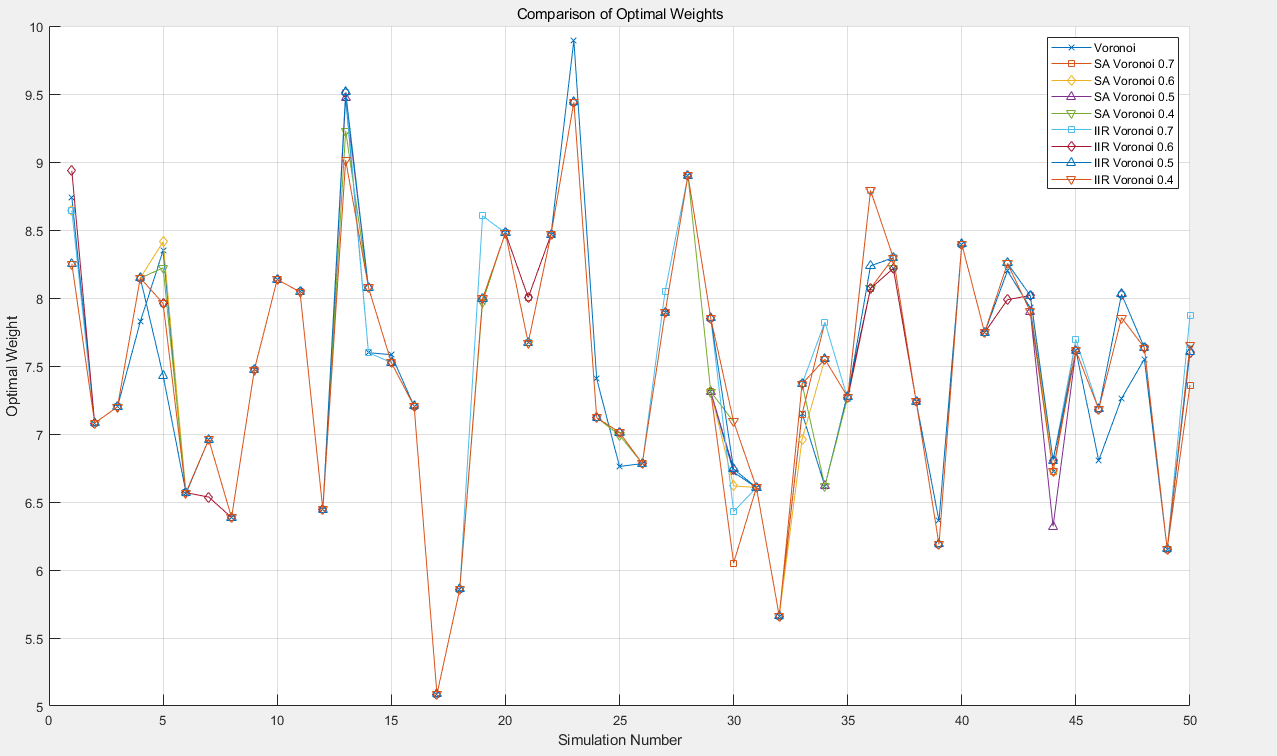 Comparison of Optimal Weights
Voronoi
SA Voronoi 0.7
SA Voronoi 0.6
SA Voronoi 0.5
SA Voronoi 0.4
IIR Voronoi 0.7
IIR Voronoi 0.6
IIR Voronoi 0.5
IIR Voronoi 0.4
Optimal Weight
10
9.5
9
8.5
8
7.5
7
6.5
6
5.5
5
0 5 10 15 20 25 30 35 40 45 50
Simulation Number